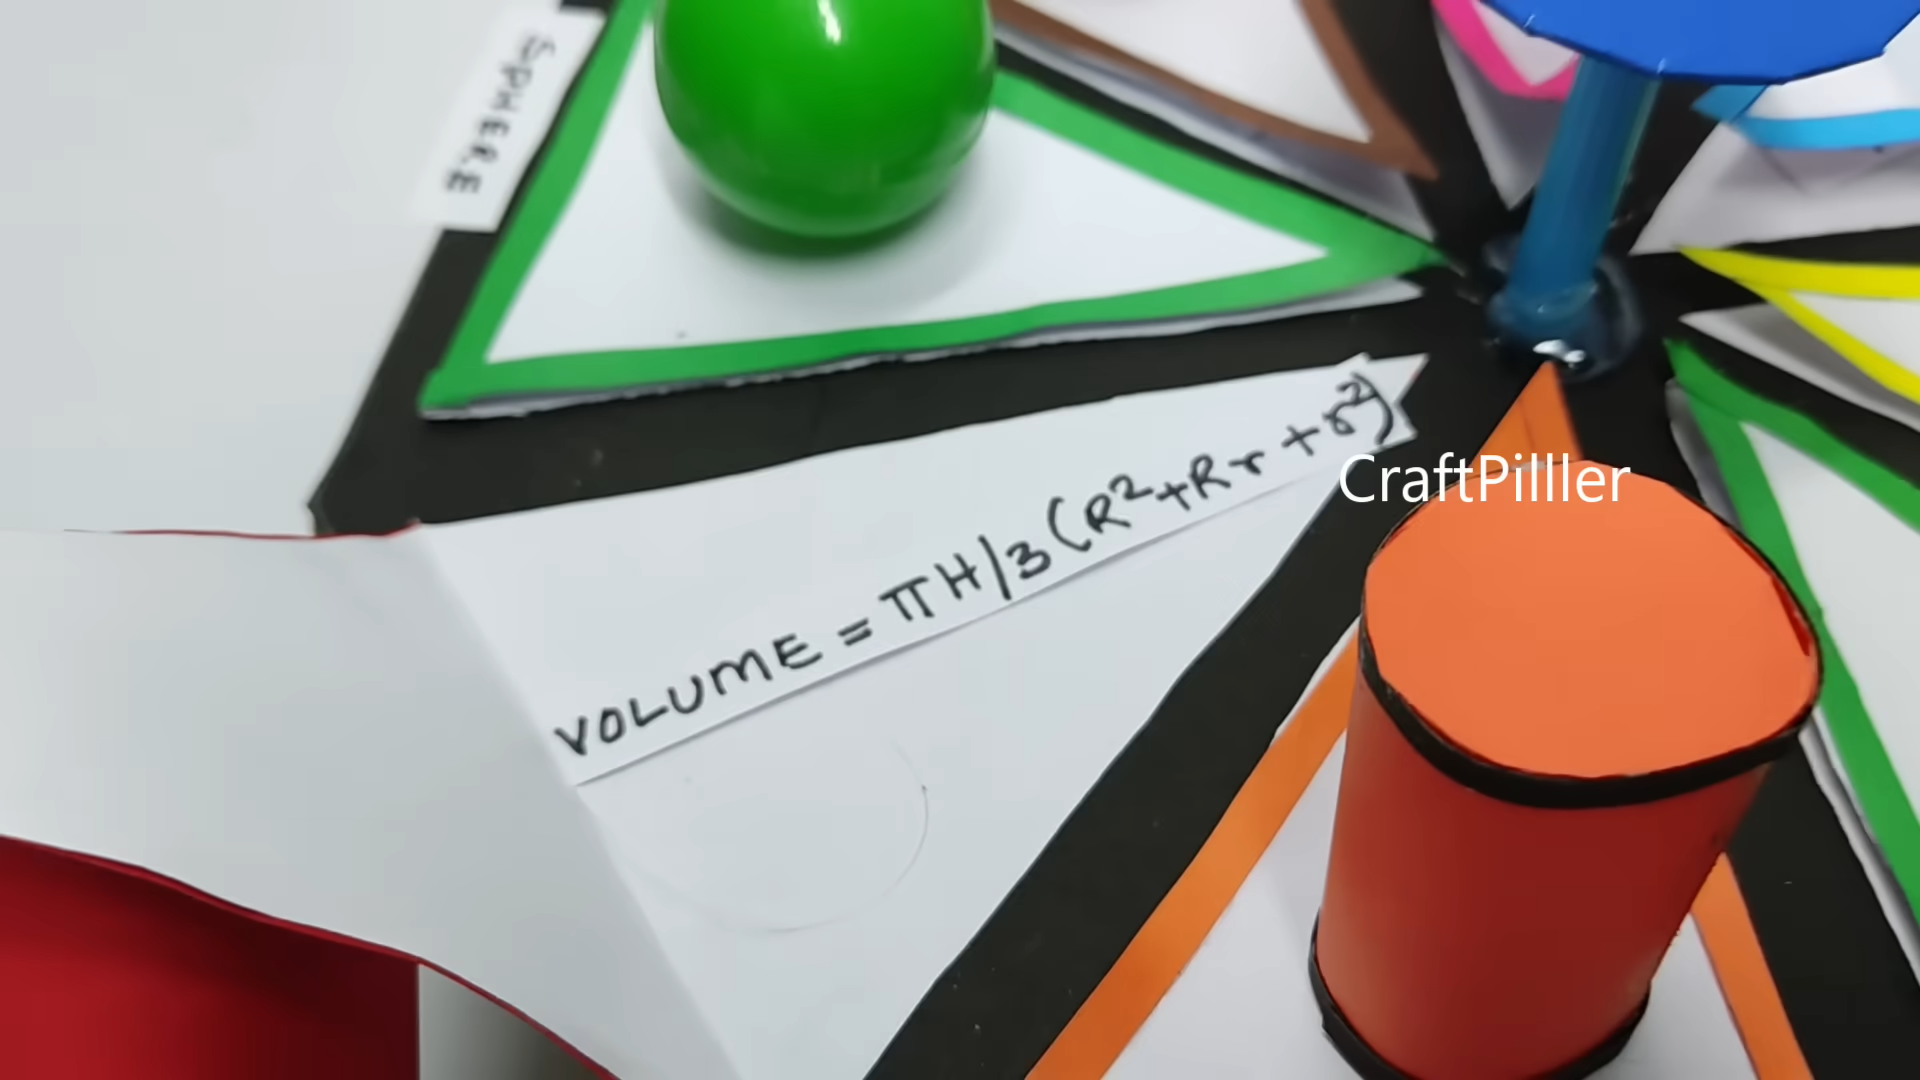 SPHERE
VOLUME = πH/3 (R²+Rr+r²)
CraftPilller